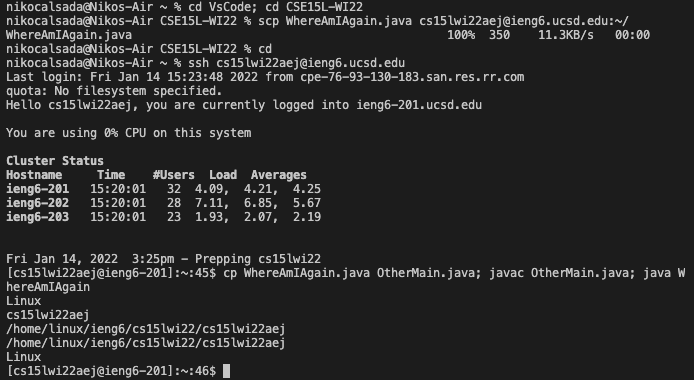 nikocalsada@Nikos-Air ~ % cd VsCode; cd CSE15L-WI22
nikocalsada@Nikos-Air CSE15L-WI22 % scp WhereAmIAgain.java cs15lwi22aej@ieng6.ucsd.edu:~/
WhereAmIAgain.java 100% 350 11.3KB/s 00:00
nikocalsada@Nikos-Air CSE15L-WI22 % cd
nikocalsada@Nikos-Air ~ % ssh cs15lwi22aej@ieng6.ucsd.edu
Last login: Fri Jan 14 15:23:48 2022 from cpe-76-93-130-183.san.res.rr.com
quota: No filesystem specified.
Hello cs15lwi22aej, you are currently logged into ieng6-201.ucsd.edu
You are using 0% CPU on this system
Cluster Status
Hostname Time #Users Load Averages
ieng6-201 15:20:01 32 4.09, 4.21, 4.25
ieng6-202 15:20:01 28 7.11, 6.85, 5.67
ieng6-203 15:20:01 23 1.93, 2.07, 2.19
Fri Jan 14, 2022 3:25pm - Prepping cs15lwi22
[cs15lwi22aej@ieng6-201]:~:45$ cp WhereAmIAgain.java OtherMain.java; javac OtherMain.java; java W
hereAmIAgain
Linux
cs15lwi22aej
/home/linux/ieng6/cs15lwi22/cs15lwi22aej
/home/linux/ieng6/cs15lwi22/cs15lwi22aej
Linux
[cs15lwi22aej@ieng6-201]:~:46$